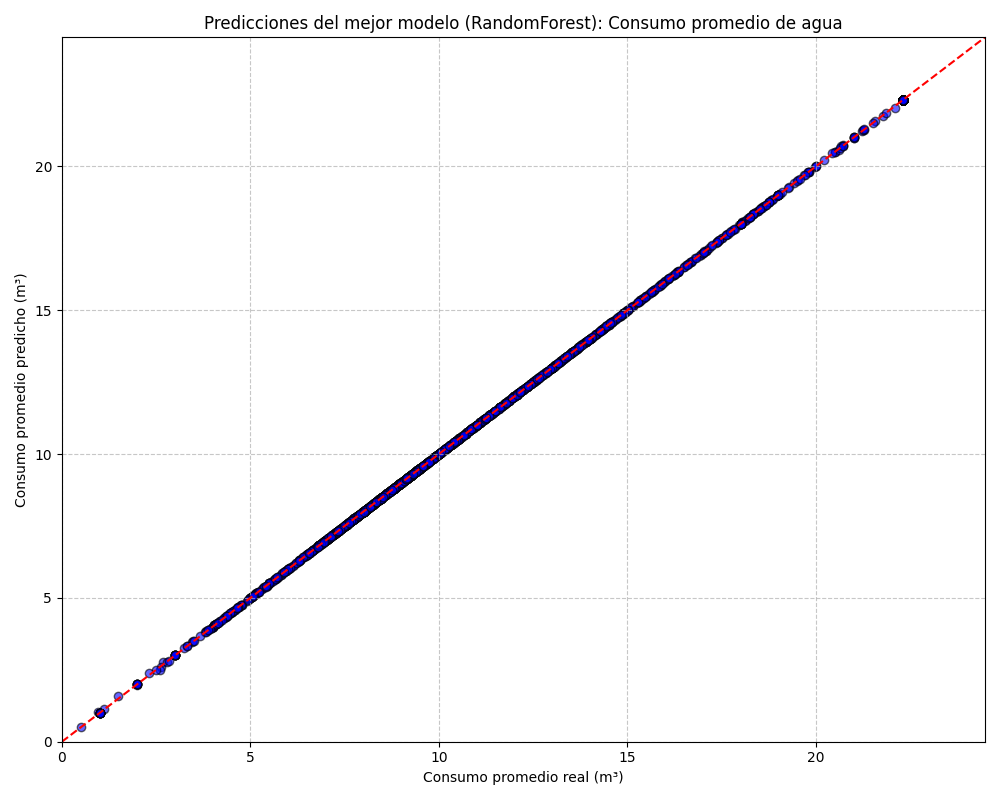 Predicciones del mejor modelo (RandomForest): Consumo promedio de agua
Consumo promedio predicho (m³)
20
15
10
5
0
0 5 10 15 20
Consumo promedio real (m³)